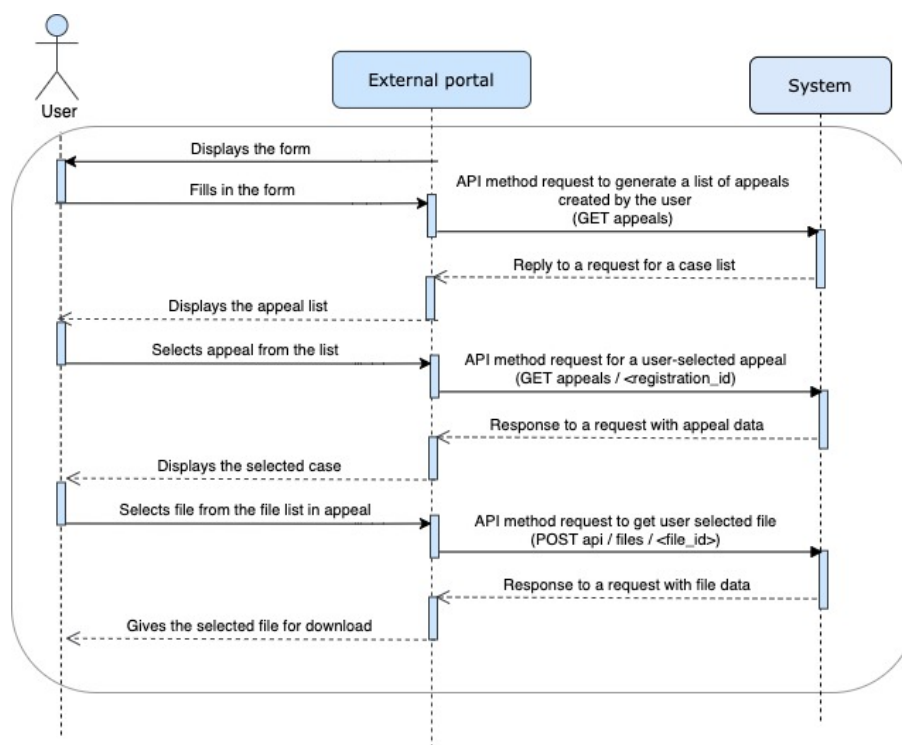 User
External portal
System
Displays the form
Fills in the form
API method request to generate a list of appeals
created by the user
(GET appeals)
Reply to a request for a case list
Displays the appeal list
Selects appeal from the list
API method request for a user-selected appeal
(GET appeals / <registration_id)
Response to a request with appeal data
Displays the selected case
Selects file from the file list in appeal
API method request to get user selected file
(POST api / files / <file_id>)
Response to a request with file data
Gives the selected file for download